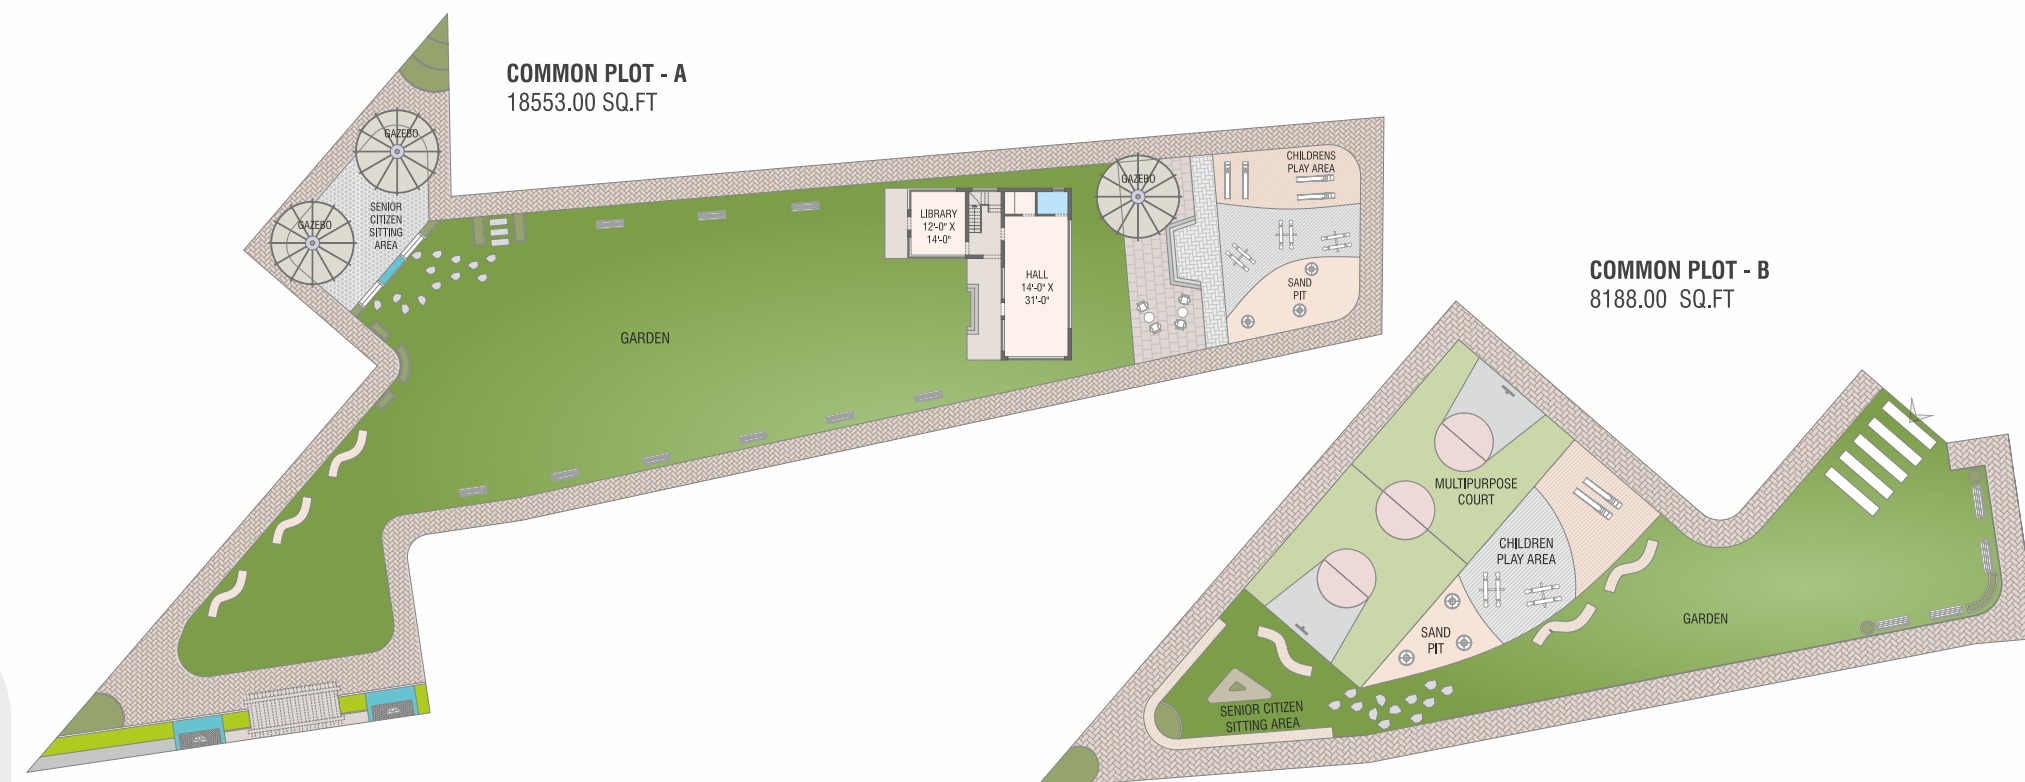 COMMON PLOT - A
18553.00 SQ.FT
GAZEBO
GAZEBO
SENIOR
CITIZEN
SITTING
AREA
GARDEN
LIBRARY
12'-0" X
14'-0"
HALL
14'-0" X
31'-0"
GAZEBO
CHILDRENS
PLAY AREA
SAND
PIT
COMMON PLOT - B
8188.00 SQ.FT
MULTIPURPOSE
COURT
CHILDREN
PLAY AREA
SAND
PIT
GARDEN
SENIOR CITIZEN
SITTING AREA